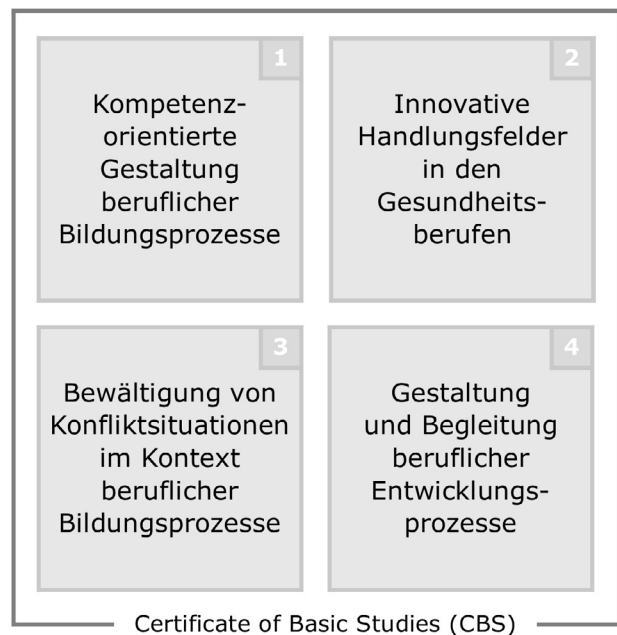 1
Kompetenz-
orientierte
Gestaltung
beruflicher
Bildungsprozesse
2
Innovative
Handlungsfelder
in den
Gesundheits-
berufen
3
Bewältigung von
Konfliktsituationen
im Kontext
beruflicher
Bildungsprozesse
4
Gestaltung
und Begleitung
beruflicher
Entwicklungs-
prozesse
Certificate of Basic Studies (CBS)